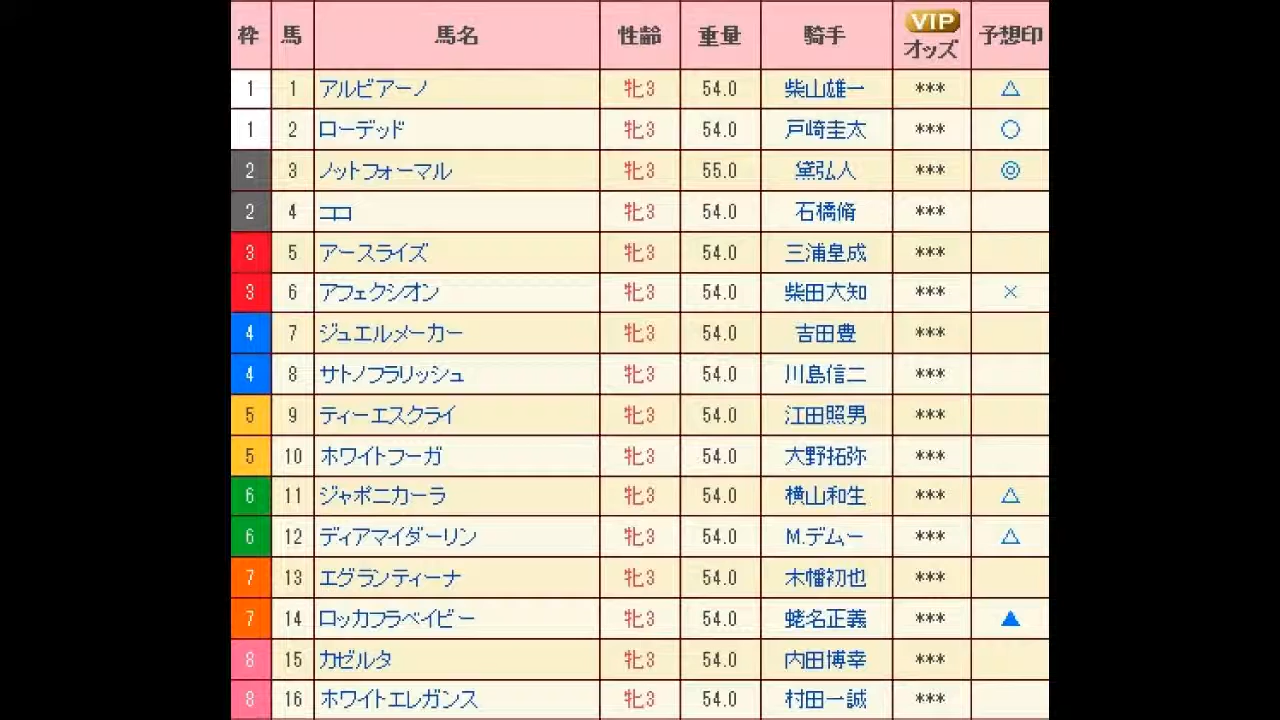 枠 馬 馬名 性齢 重量 騎手 VIP オッズ 予想印
1 1 アルビアーノ 牝3 54.0 柴山雄一 *** △
1 2 ローデッド 牝3 54.0 戸崎圭太 *** ○
2 3 ノットフォーマル 牝3 55.0 黛弘人 *** ◎
2 4 ココロ 牝3 54.0 石橋脩 ***
3 5 アースライズ 牝3 54.0 三浦皇成 ***
3 6 アフェクシオン 牝3 54.0 柴田大知 *** ×
4 7 ジュエルメーカー 牝3 54.0 吉田豊 ***
4 8 サトノフラリッシュ 牝3 54.0 川島信二 ***
5 9 ティーエスクライ 牝3 54.0 江田照男 ***
5 10 ホワイトフーガ 牝3 54.0 大野拓弥 ***
6 11 ジャポニカーラ 牝3 54.0 横山和生 *** △
6 12 ディアマイダーリン 牝3 54.0 M.デムー *** △
7 13 エグランティーナ 牝3 54.0 木幡初也 ***
7 14 ロッカフラベイビー 牝3 54.0 蛯名正義 *** ▲
8 15 カゼルタ 牝3 54.0 内田博幸 ***
8 16 ホワイトエレガンス 牝3 54.0 村田一誠 ***